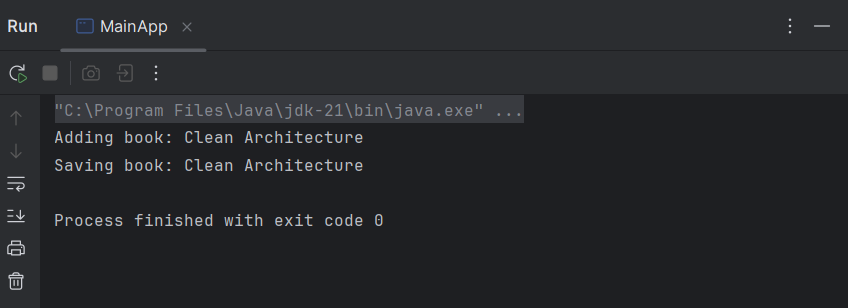 Run MainApp
"C:\Program Files\Java\jdk-21\bin\java.exe" ...
Adding book: Clean Architecture
Saving book: Clean Architecture
Process finished with exit code 0